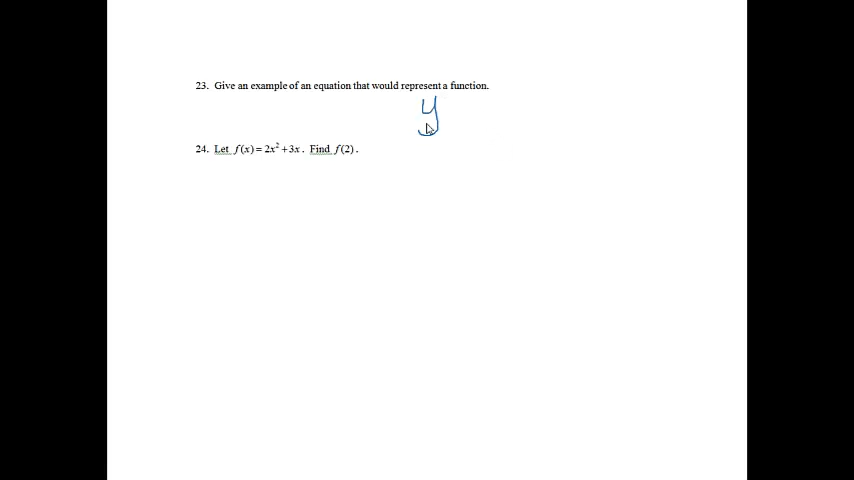 23. Give an example of an equation that would represent a function.
y
24. Let f(x) = 2x² + 3x. Find f(2).